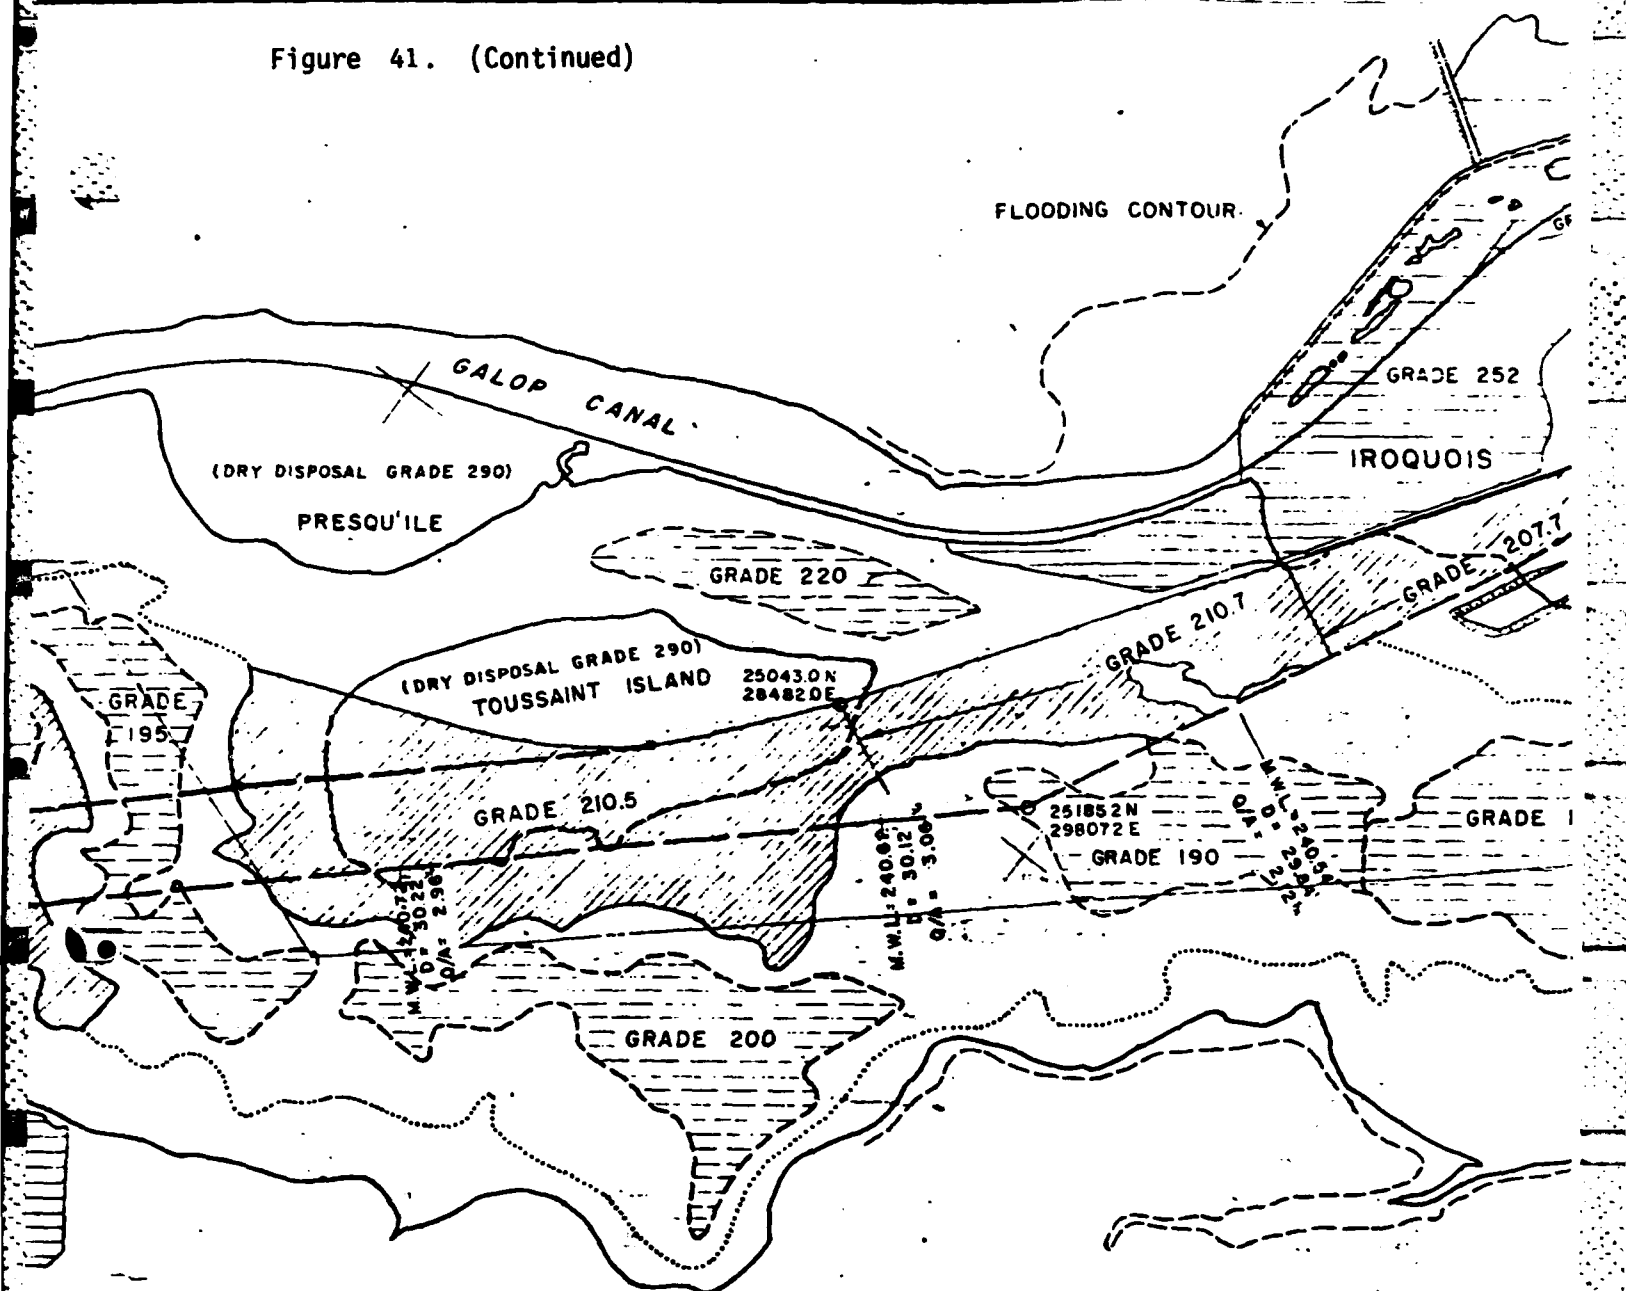 Figure 41. (Continued)
FLOODING CONTOUR
GALOP CANAL
GRADE 252
IROQUOIS
(DRY DISPOSAL GRADE 290)
PRESQU'ILE
GRADE 220
GRADE 207.7
GRADE 210.7
(DRY DISPOSAL GRADE 290)
TOUSSAINT ISLAND
25043.0 N
28482.0 E
GRADE
195
GRADE 210.5
251852 N
298072 E
GRADE 190
GRADE 1
M.W.L.= 240.69
D = 30.12
Q/A = 3.06
D = 30.22
Q/A = 2.98
GRADE 200